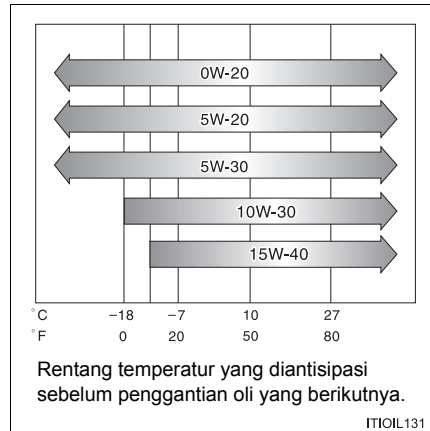 0W-20
5W-20
5W-30
10W-30
15W-40
°C −18 −7 10 27
°F 0 20 50 80
Rentang temperatur yang diantisipasi
sebelum penggantian oli yang berikutnya.
ITIOIL131